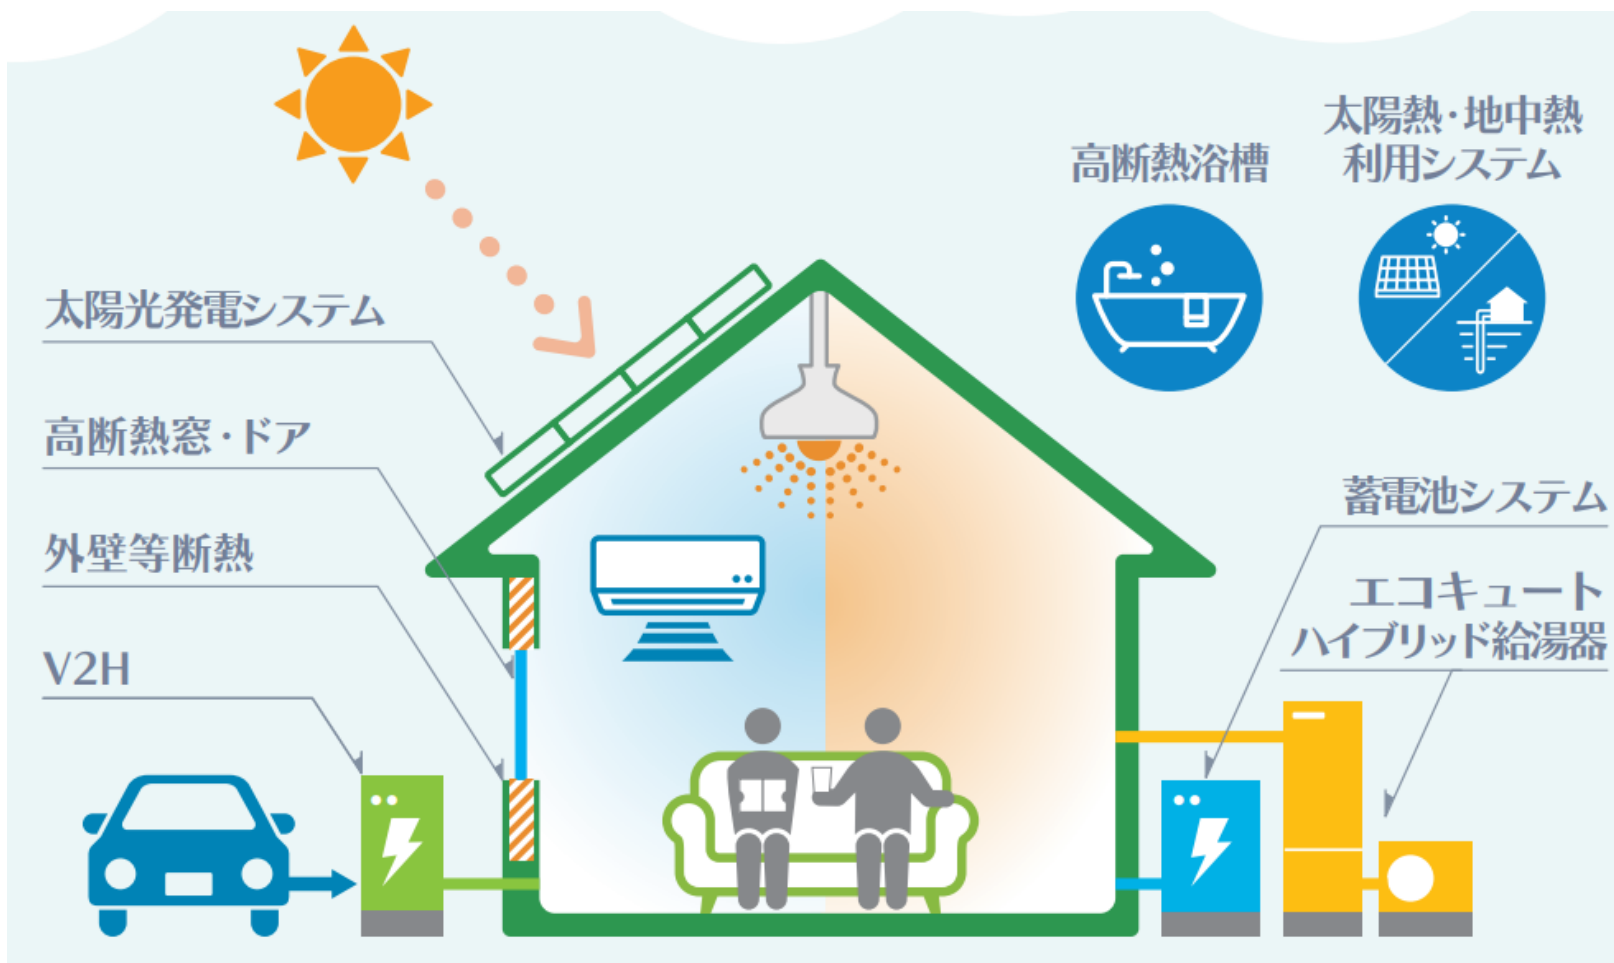 太陽熱・地中熱
利用システム
高断熱浴槽
太陽光発電システム
高断熱窓・ドア
外壁等断熱
V2H
蓄電池システム
エコキュート
ハイブリッド給湯器